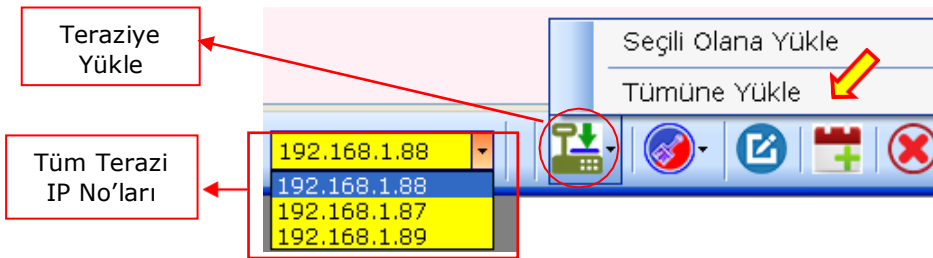 Teraziye
Yükle
Seçili Olana Yükle
Tümüne Yükle
Tüm Terazi
IP No’ları
192.168.1.88
192.168.1.88
192.168.1.87
192.168.1.89